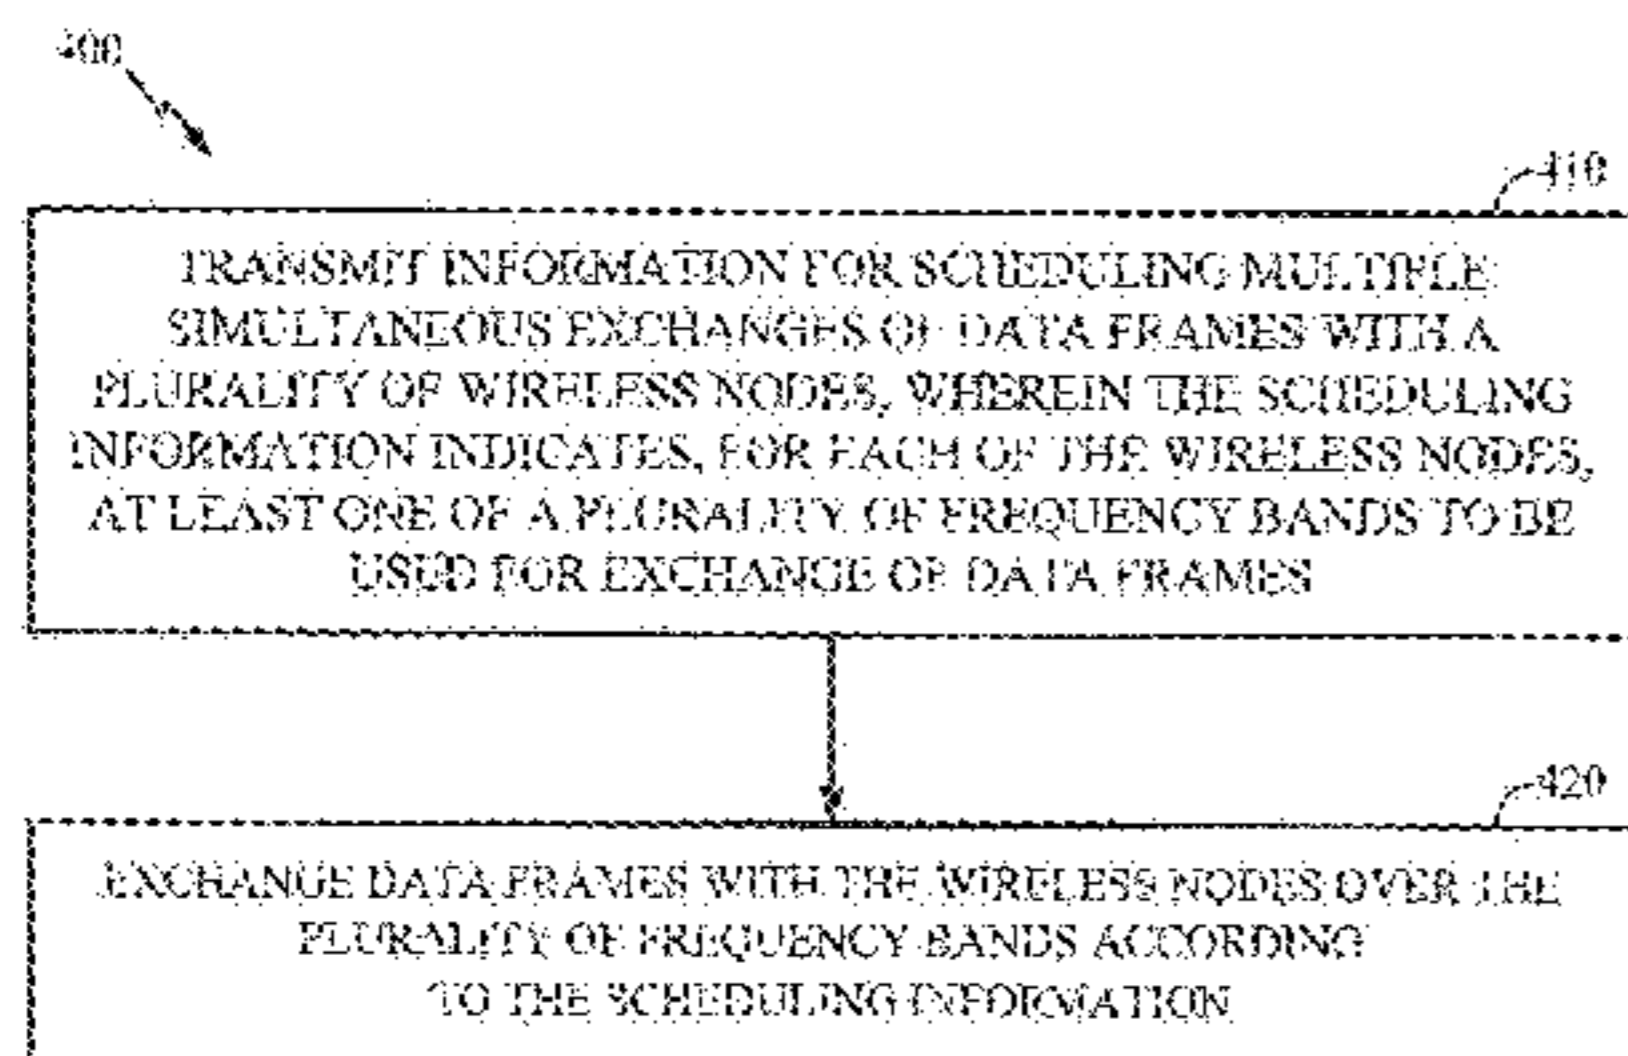 400
410
TRANSMIT INFORMATION FOR SCHEDULING MULTIPLE
SIMULTANEOUS EXCHANGES OF DATA FRAMES WITH A
PLURALITY OF WIRELESS NODES, WHEREIN THE SCHEDULING
INFORMATION INDICATES, FOR EACH OF THE WIRELESS NODES,
AT LEAST ONE OF A PLURALITY OF FREQUENCY BANDS TO BE
USED FOR EXCHANGE OF DATA FRAMES
420
EXCHANGE DATA FRAMES WITH THE WIRELESS NODES OVER THE
PLURALITY OF FREQUENCY BANDS ACCORDING
TO THE SCHEDULING INFORMATION